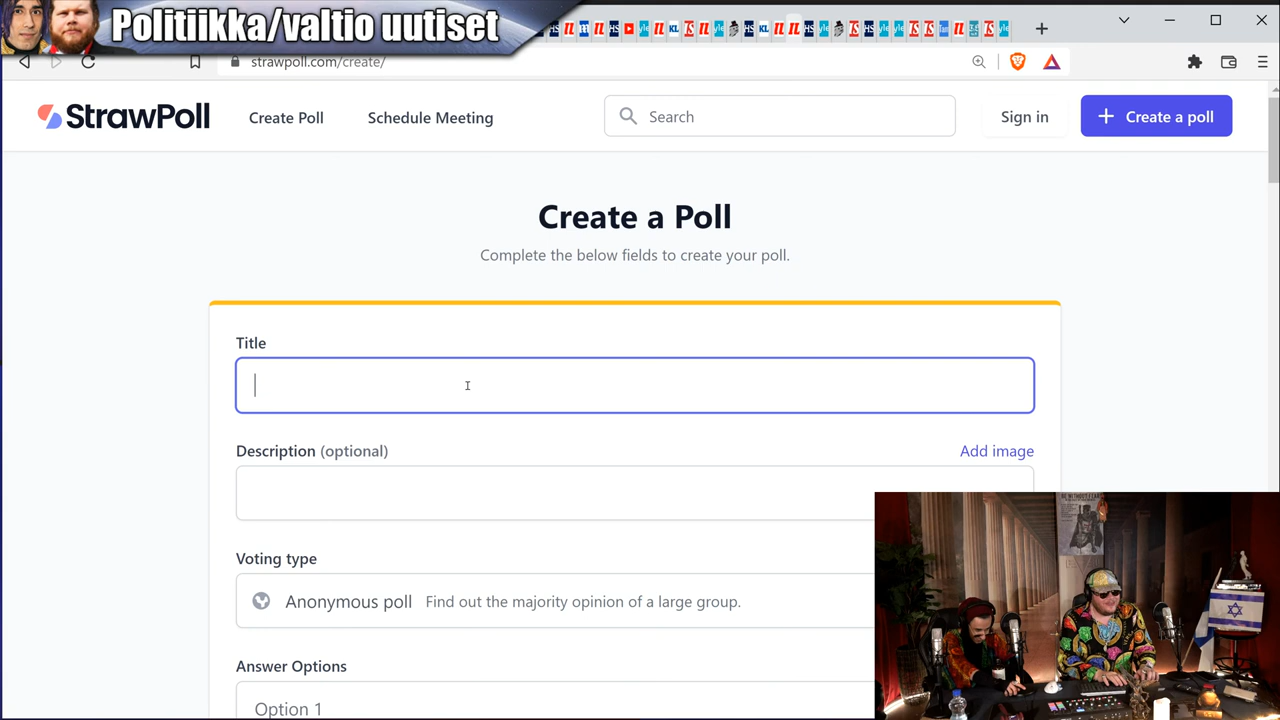 Politiikka/valtio uutiset
strawpoll.com/create/
StrawPoll
Create Poll
Schedule Meeting
Search
Sign in
+ Create a poll
Create a Poll
Complete the below fields to create your poll.
Title
Description (optional)
Add image
Voting type
Anonymous poll Find out the majority opinion of a large group.
Answer Options
Option 1